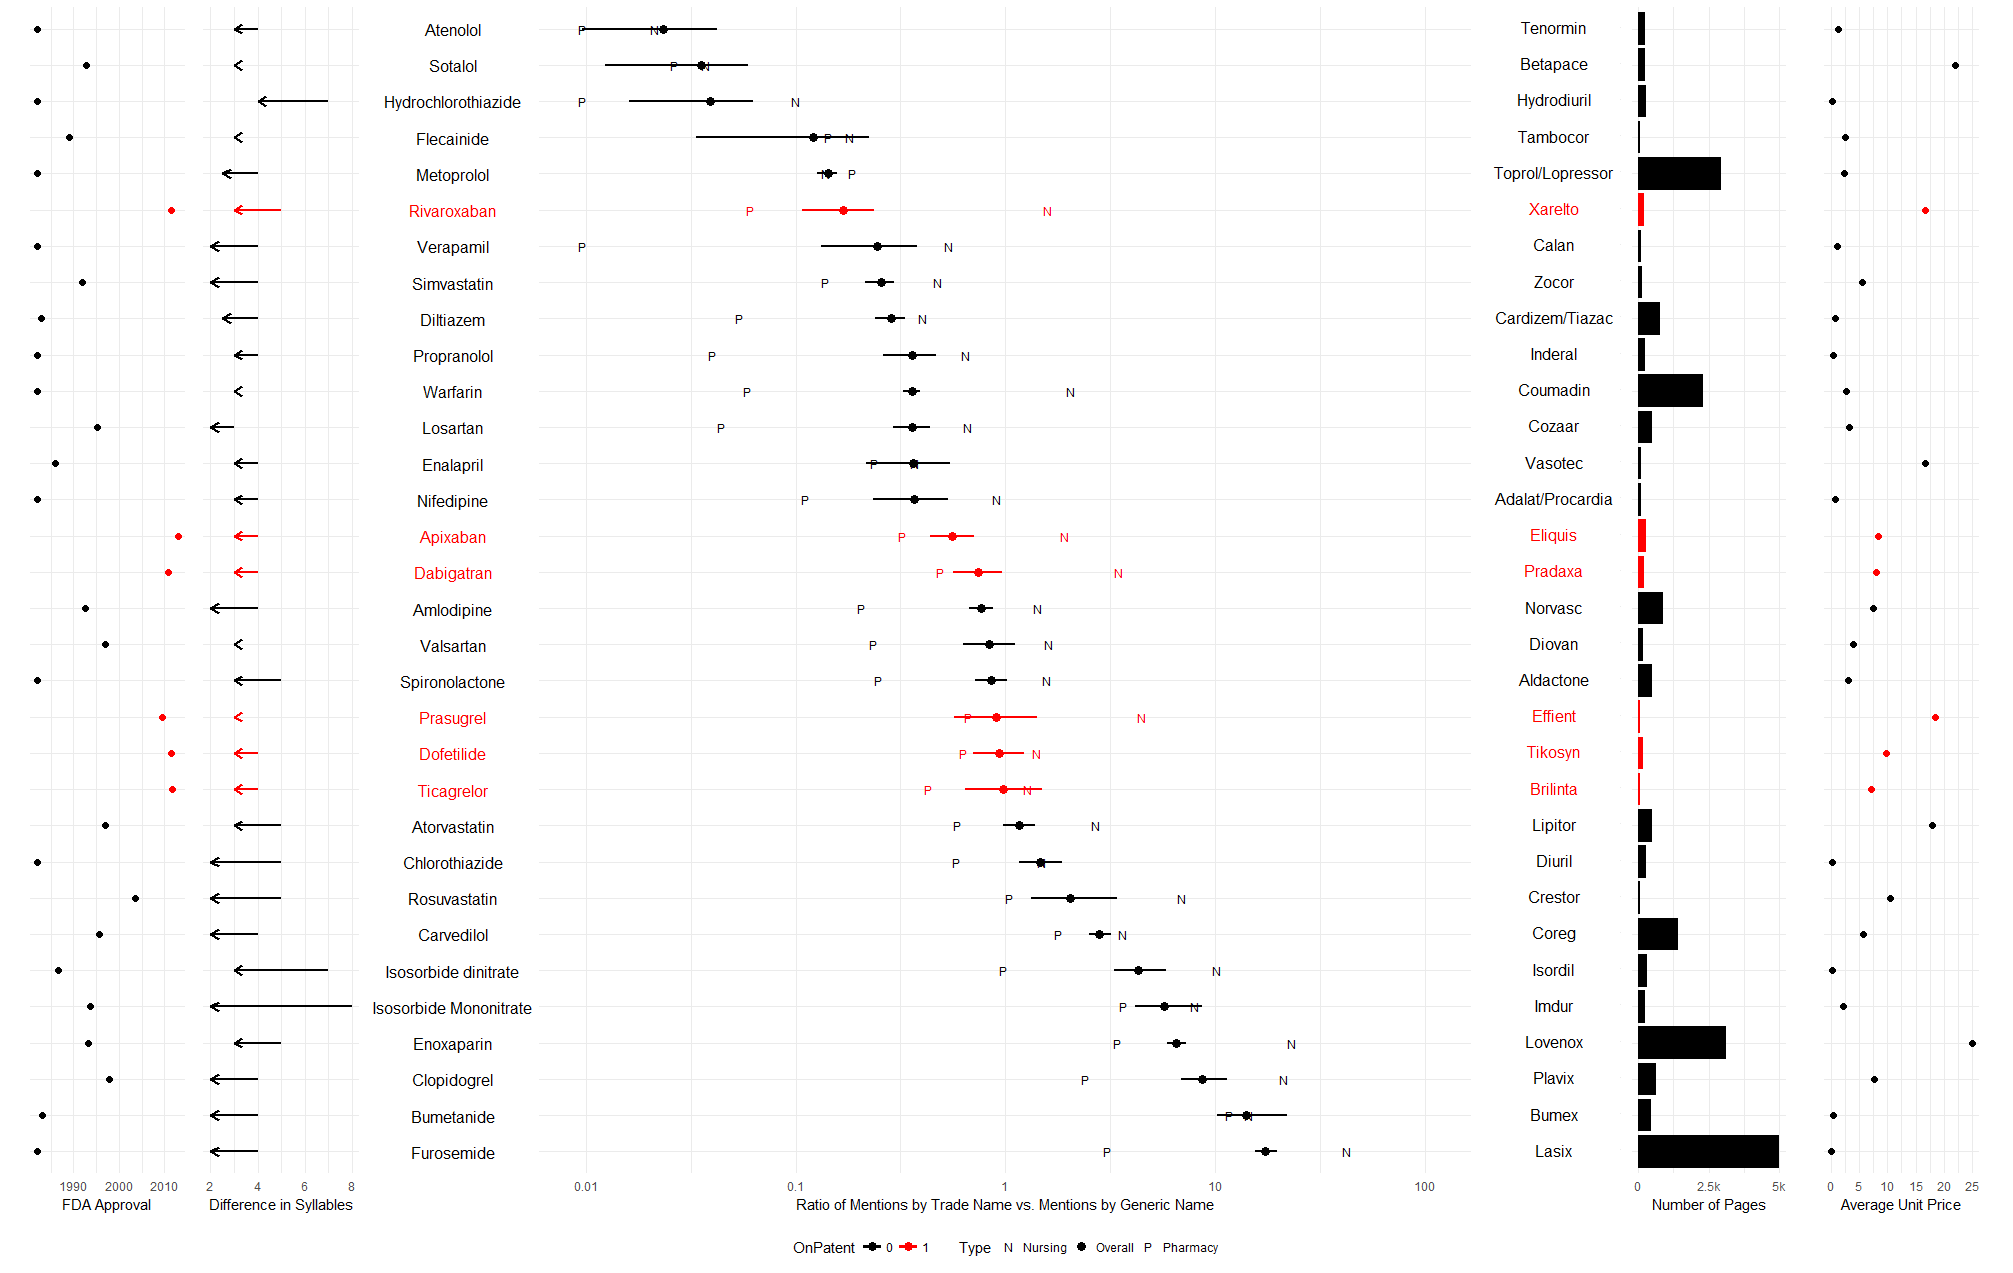 Atenolol P N Tenormin
Sotalol P N Betapace
Hydrochlorothiazide P N Hydrodiuril
Flecainide P N Tambocor
Metoprolol N P Toprol/Lopressor
Rivaroxaban P N Xarelto
Verapamil P N Calan
Simvastatin P N Zocor
Diltiazem P N Cardizem/Tiazac
Propranolol P N Inderal
Warfarin P N Coumadin
Losartan P N Cozaar
Enalapril P N Vasotec
Nifedipine P N Adalat/Procardia
Apixaban P N Eliquis
Dabigatran P N Pradaxa
Amlodipine P N Norvasc
Valsartan P N Diovan
Spironolactone P N Aldactone
Prasugrel P N Effient
Dofetilide P N Tikosyn
Ticagrelor P N Brilinta
Atorvastatin P N Lipitor
Chlorothiazide P N Diuril
Rosuvastatin P N Crestor
Carvedilol P N Coreg
Isosorbide dinitrate P N Isordil
Isosorbide Mononitrate P N Imdur
Enoxaparin P N Lovenox
Clopidogrel P N Plavix
Bumetanide P N Bumex
Furosemide P N Lasix
1990 2000 2010 2 4 6 8 0.01 0.1 1 10 100 0 2.5k 5k 0 5 10 15 20 25
FDA Approval Difference in Syllables Ratio of Mentions by Trade Name vs. Mentions by Generic Name Number of Pages Average Unit Price
OnPatent 0 1 Type N Nursing Overall P Pharmacy